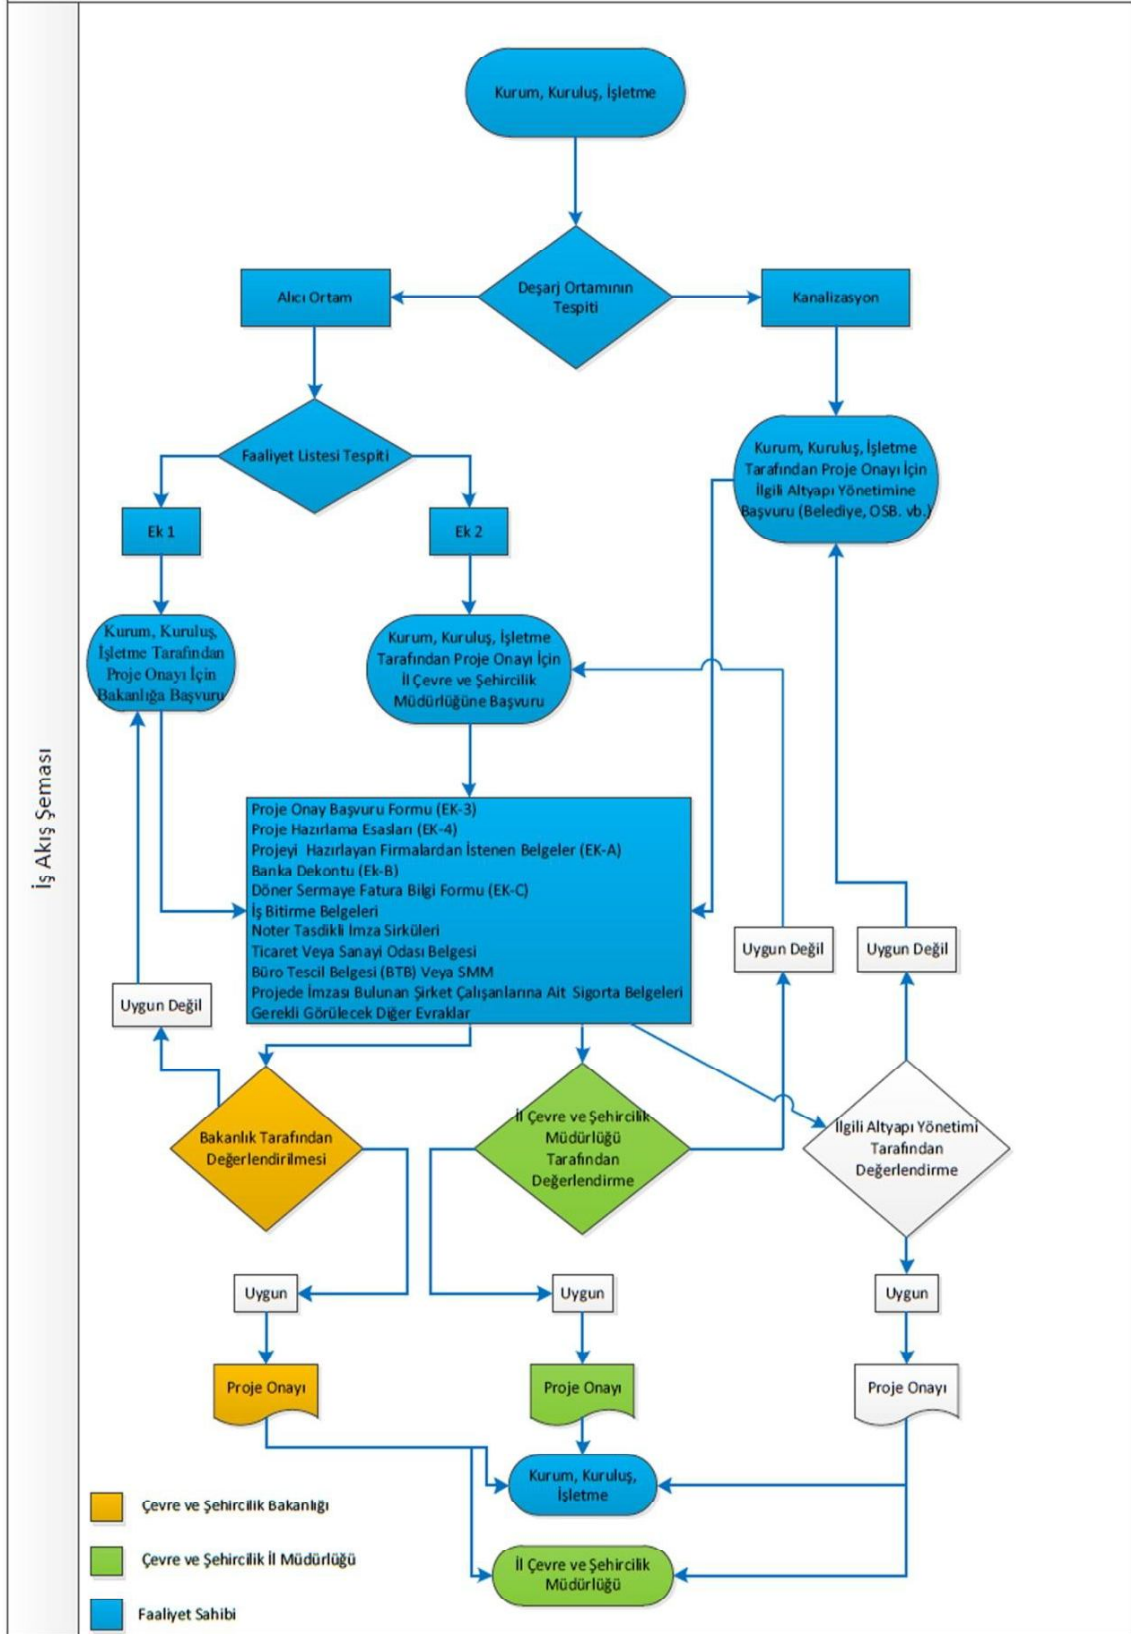 Kurum, Kuruluş, İşletme
Deşarj Ortamının
Tespiti
Alıcı Ortam
Kanalizasyon
Faaliyet Listesi Tespiti
Kurum, Kuruluş, İşletme
Tarafından Proje Onayı İçin
İlgili Altyapı Yönetimine
Başvuru (Belediye, OSB. vb.)
Ek 1
Ek 2
Kurum, Kuruluş,
İşletme Tarafından
Proje Onayı İçin
Bakanlığa Başvuru
Kurum, Kuruluş, İşletme
Tarafından Proje Onayı İçin
İl Çevre ve Şehircilik
Müdürlüğüne Başvuru
İş Akış Şeması
Proje Onay Başvuru Formu (EK-3)
Proje Hazırlama Esasları (EK-4)
Projeyi Hazırlayan Firmalardan İstenen Belgeler (EK-A)
Banka Dekontu (Ek-B)
Döner Sermaye Fatura Bilgi Formu (EK-C)
İş Bitirme Belgeleri
Noter Tasdikli İmza Sirküleri
Ticaret Veya Sanayi Odası Belgesi
Büro Tescil Belgesi (BTB) Veya SMM
Projede İmzası Bulunan Şirket Çalışanlarına Ait Sigorta Belgeleri
Gerekli Görülecek Diğer Evraklar
Uygun Değil
Uygun Değil
Uygun Değil
Bakanlık Tarafından
Değerlendirilmesi
İl Çevre ve Şehircilik
Müdürlüğü
Tarafından
Değerlendirme
İlgili Altyapı Yönetimi
Tarafından
Değerlendirme
Uygun
Uygun
Uygun
Proje Onayı
Proje Onayı
Proje Onayı
Kurum, Kuruluş,
İşletme
İl Çevre ve Şehircilik
Müdürlüğü
Çevre ve Şehircilik Bakanlığı
Çevre ve Şehircilik İl Müdürlüğü
Faaliyet Sahibi